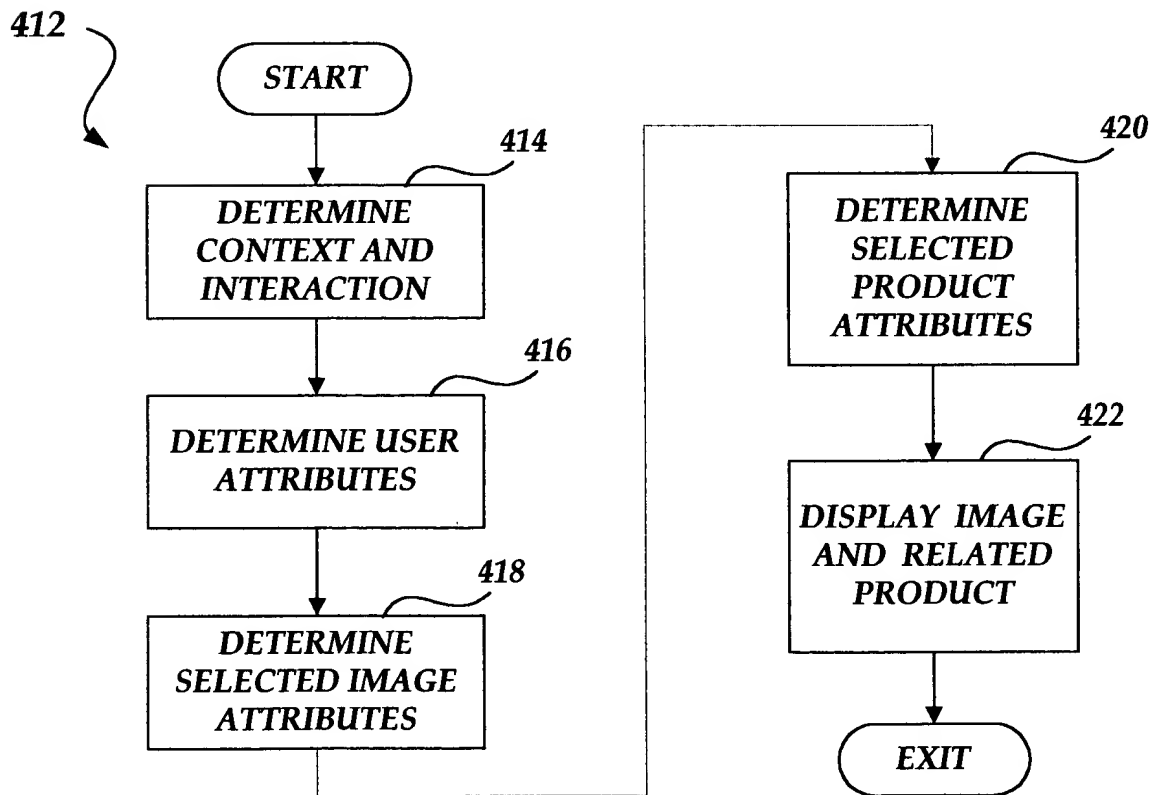 412
START
414
DETERMINE
CONTEXT AND
INTERACTION
416
DETERMINE USER
ATTRIBUTES
418
DETERMINE
SELECTED IMAGE
ATTRIBUTES
420
DETERMINE
SELECTED
PRODUCT
ATTRIBUTES
422
DISPLAY IMAGE
AND RELATED
PRODUCT
EXIT